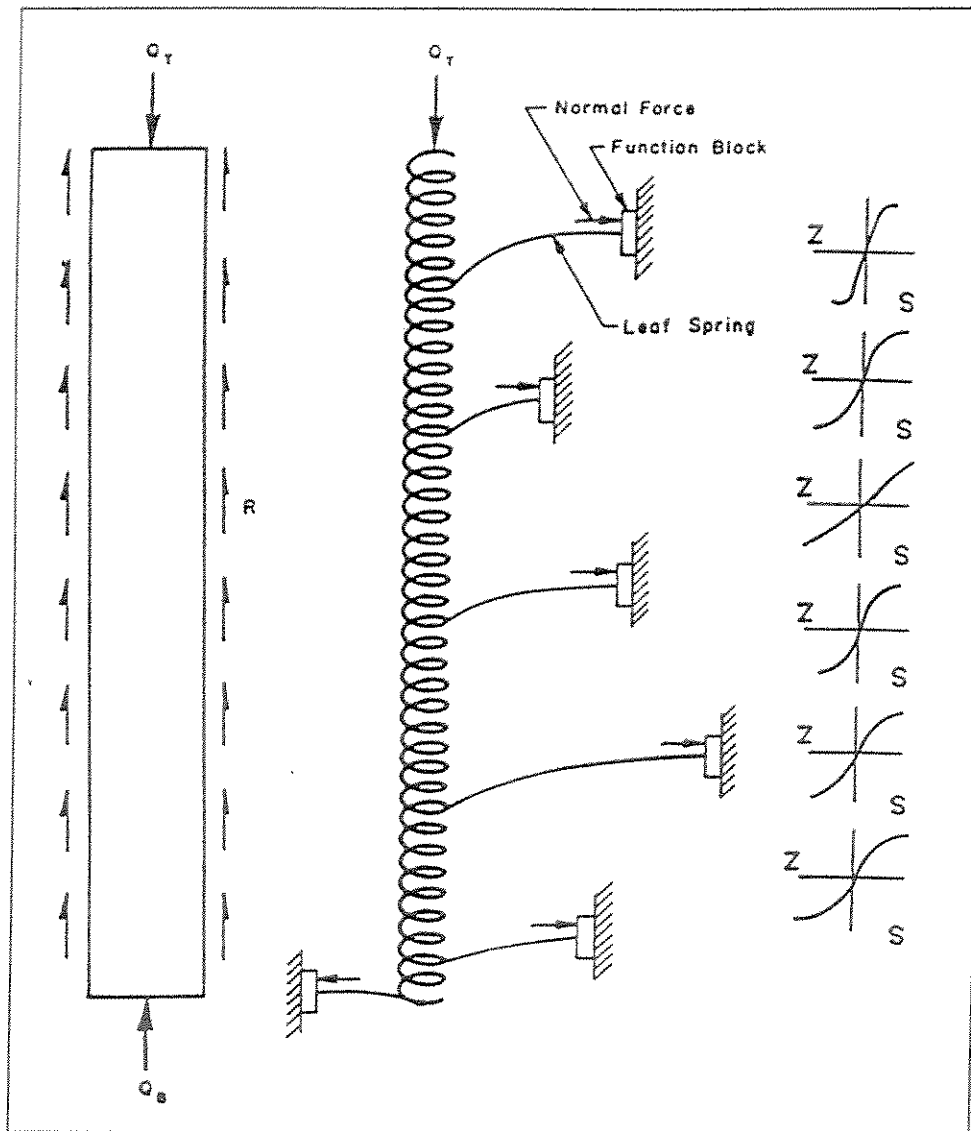 Q_T
Q_T
Normal Force
Function Block
Z
S
Leaf Spring
Z
S
Z
R
S
Z
S
Z
S
Z
S
Q_B